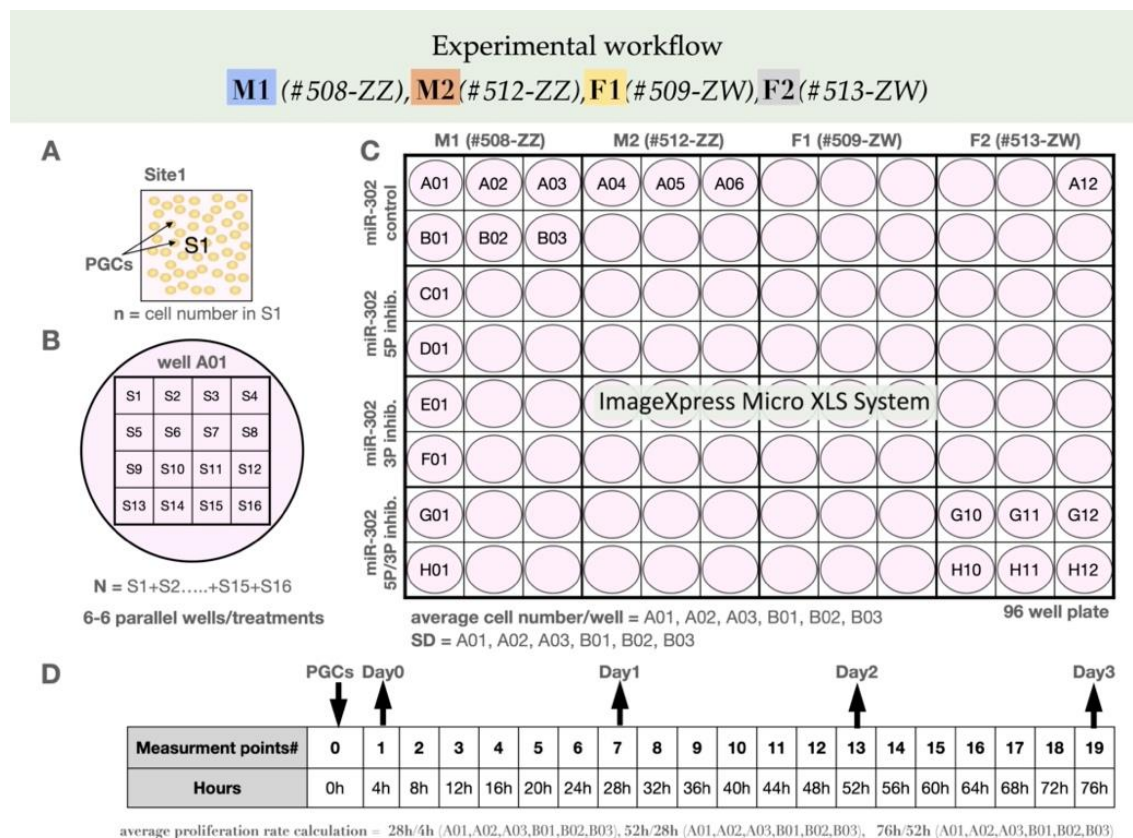 Experimental workflow
M1 (#508-ZZ), M2 (#512-ZZ), F1 (#509-ZW), F2 (#513-ZW)
A
Site1
S1
PGCs
n = cell number in S1
B
well A01
S1 S2 S3 S4
S5 S6 S7 S8
S9 S10 S11 S12
S13 S14 S15 S16
N = S1+S2.....+S15+S16
6-6 parallel wells/treatments
C
M1 (#508-ZZ) M2 (#512-ZZ) F1 (#509-ZW) F2 (#513-ZW)
miR-302
control
A01 A02 A03 A04 A05 A06 A12
B01 B02 B03
miR-302
5P inhib.
C01
D01
miR-302
3P inhib.
E01
ImageXpress Micro XLS System
F01
miR-302
5P/3P inhib.
G01 G10 G11 G12
H01 H10 H11 H12
average cell number/well = A01, A02, A03, B01, B02, B03
SD = A01, A02, A03, B01, B02, B03
96 well plate
D
PGCs Day0 Day1 Day2 Day3
Measurment points# 0 1 2 3 4 5 6 7 8 9 10 11 12 13 14 15 16 17 18 19
Hours 0h 4h 8h 12h 16h 20h 24h 28h 32h 36h 40h 44h 48h 52h 56h 60h 64h 68h 72h 76h
average proliferation rate calculation = 28h/4h (A01,A02,A03,B01,B02,B03), 52h/28h (A01,A02,A03,B01,B02,B03), 76h/52h (A01,A02,A03,B01,B02,B03)